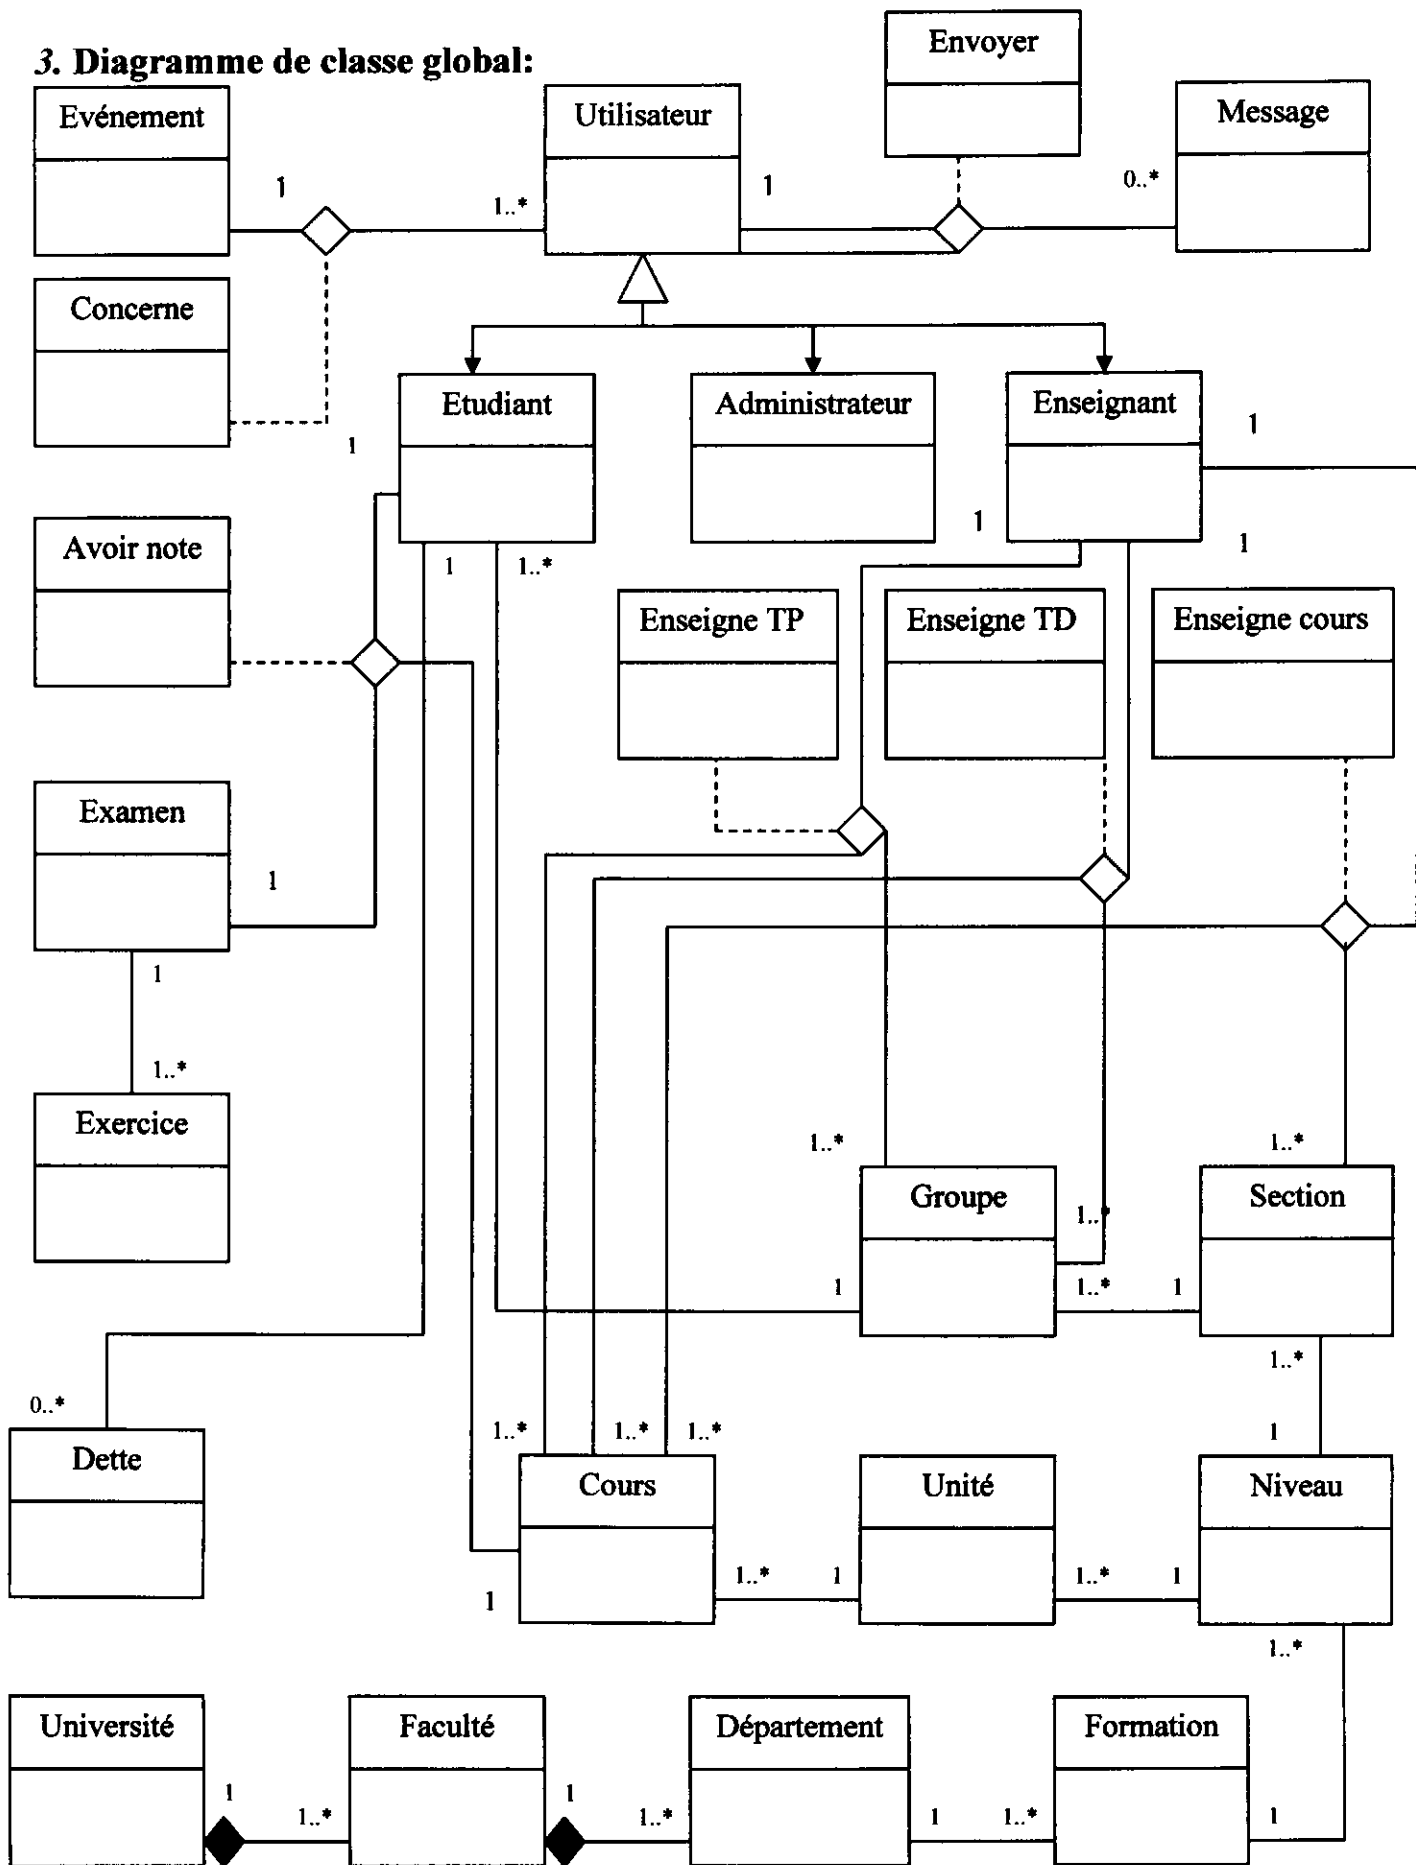 Envoyer
3. Diagramme de classe global:
Evénement
Utilisateur
Message
1
1..*
1
0..*
Concerne
Etudiant
Administrateur
Enseignant
1
1
Avoir note
1
1..*
1
1
Enseigne TP
Enseigne TD
Enseigne cours
Examen
1
1
1..*
Exercice
1..*
1..*
Groupe
Section
1..*
1
1..*
1
1..*
0..*
1..*
1..*
1..*
1
Dette
Cours
Unité
Niveau
1
1..*
1
1..*
1
1..*
Université
Faculté
Département
Formation
1
1..*
1
1..*
1
1..*
1